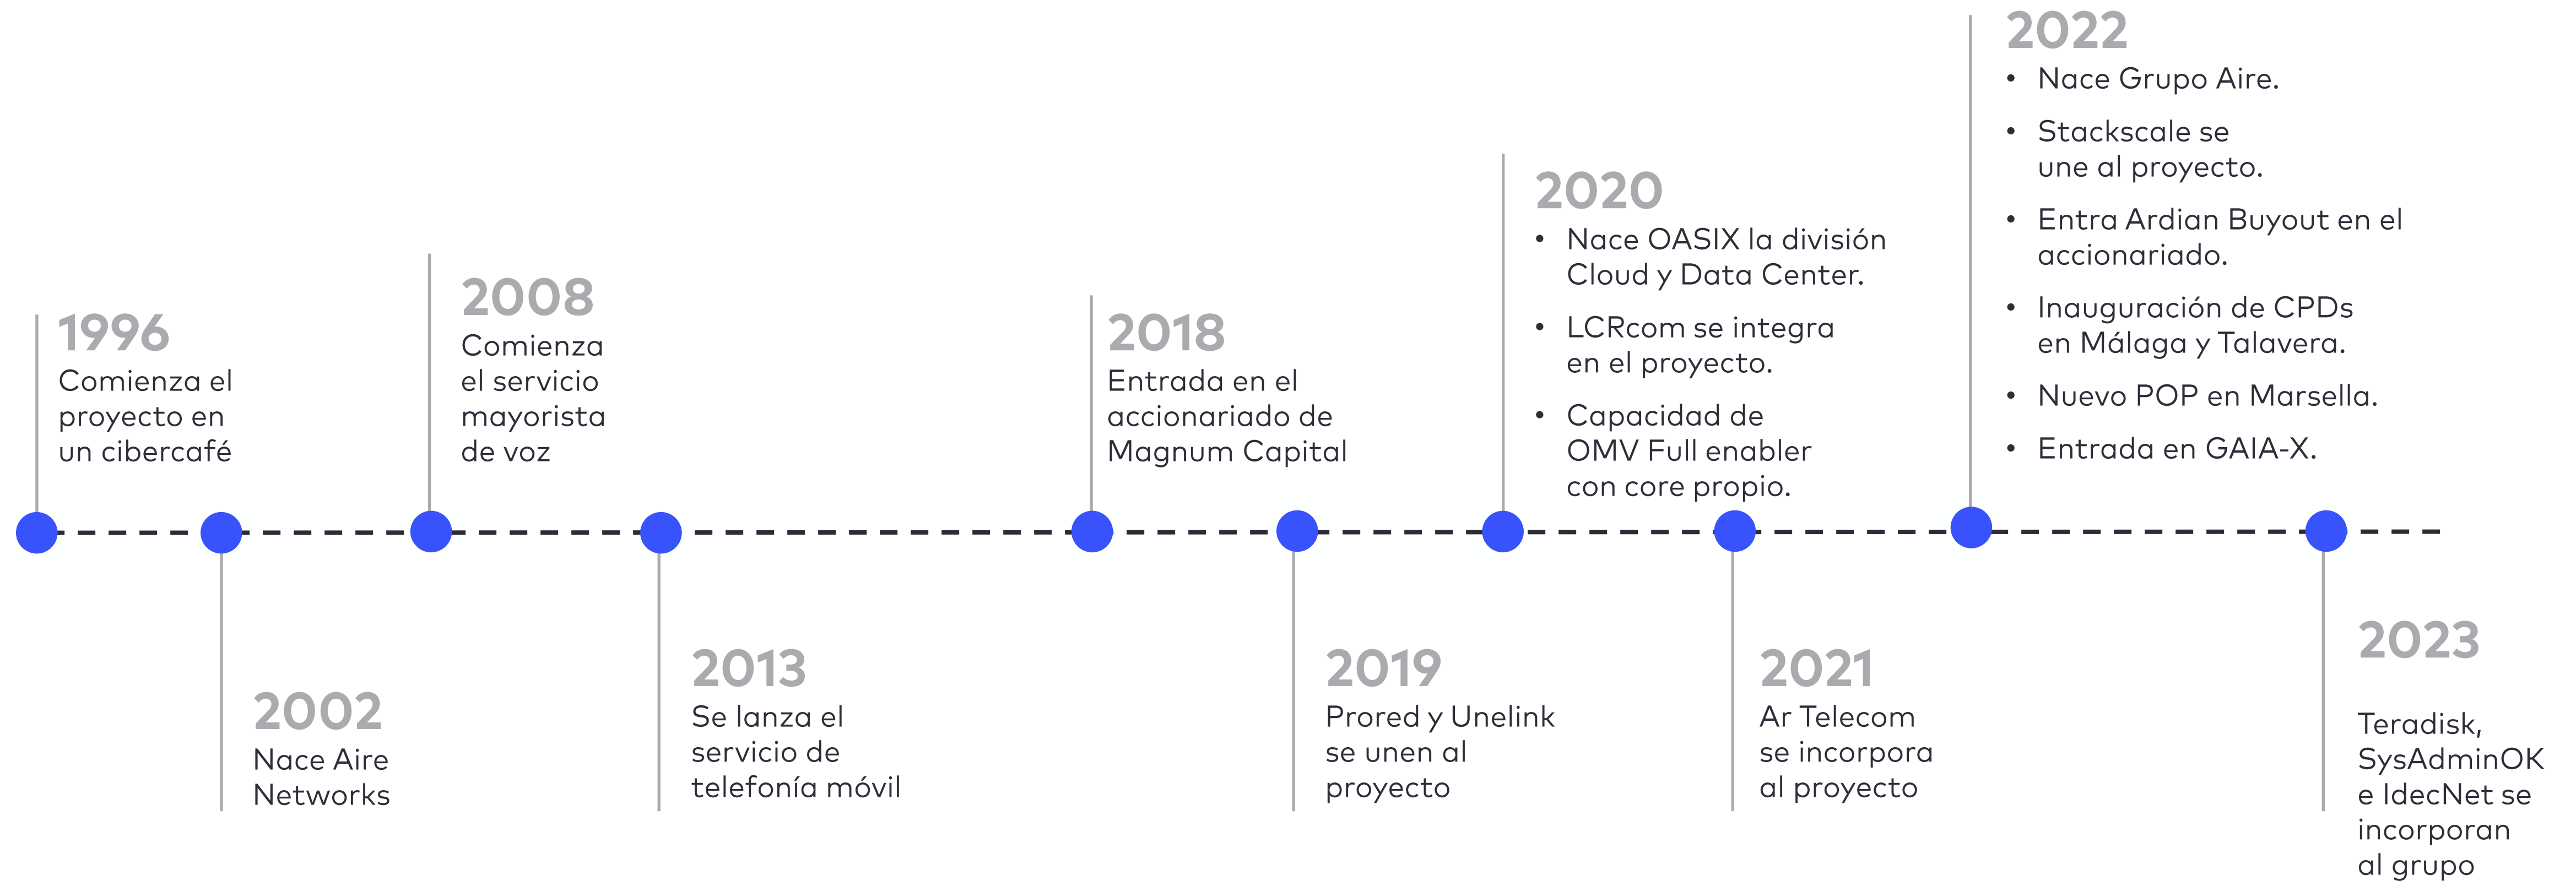 1996
Comienza el
proyecto en
un cibercafé
2002
Nace Aire
Networks
2008
Comienza
el servicio
mayorista
de voz
2013
Se lanza el
servicio de
telefonía móvil
2018
Entrada en el
accionariado de
Magnum Capital
2019
Prored y Unelink
se unen al
proyecto
2020
• Nace OASIX la división
Cloud y Data Center.
• LCRcom se integra
en el proyecto.
• Capacidad de
OMV Full enabler
con core propio.
2021
Ar Telecom
se incorpora
al proyecto
2022
• Nace Grupo Aire.
• Stackscale se
une al proyecto.
• Entra Ardian Buyout en el
accionariado.
• Inauguración de CPDs
en Málaga y Talavera.
• Nuevo POP en Marsella.
• Entrada en GAIA-X.
2023
Teradisk,
SysAdminOK
e IdecNet se
incorporan
al grupo